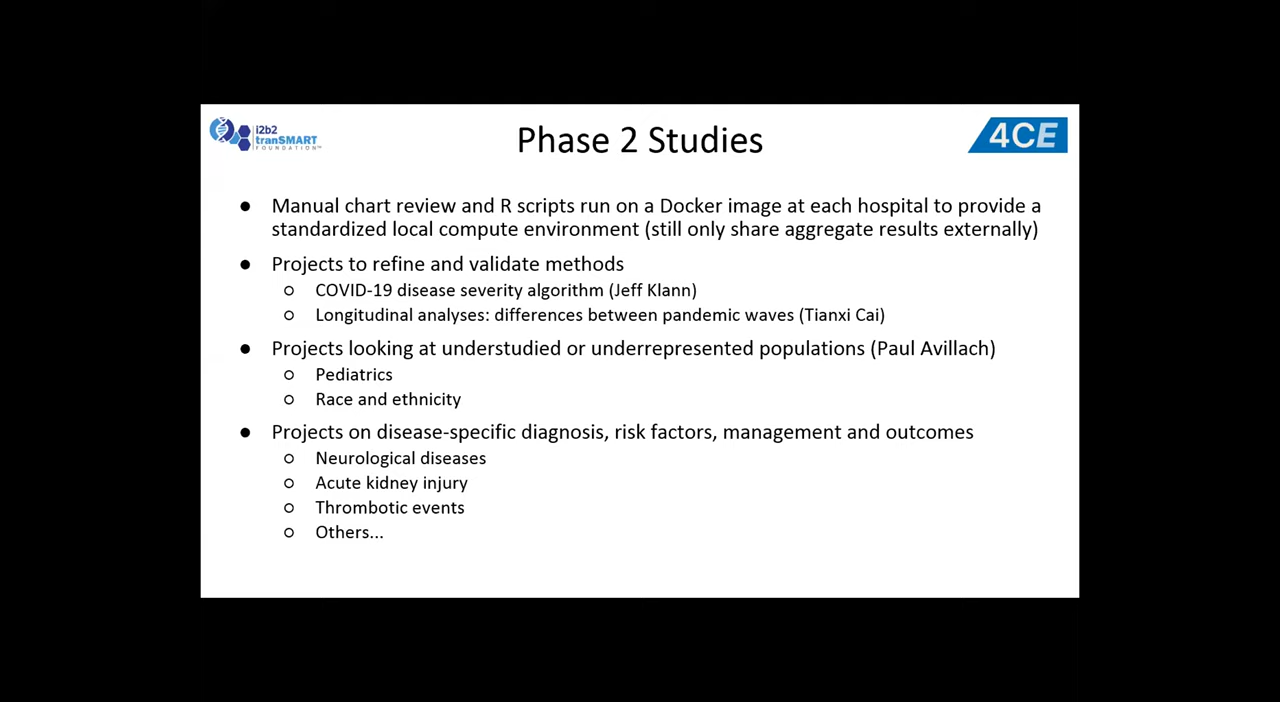 i2b2
tranSMART
FOUNDATION™
Phase 2 Studies
4CE
● Manual chart review and R scripts run on a Docker image at each hospital to provide a
standardized local compute environment (still only share aggregate results externally)
● Projects to refine and validate methods
○ COVID-19 disease severity algorithm (Jeff Klann)
○ Longitudinal analyses: differences between pandemic waves (Tianxi Cai)
● Projects looking at understudied or underrepresented populations (Paul Avillach)
○ Pediatrics
○ Race and ethnicity
● Projects on disease-specific diagnosis, risk factors, management and outcomes
○ Neurological diseases
○ Acute kidney injury
○ Thrombotic events
○ Others...